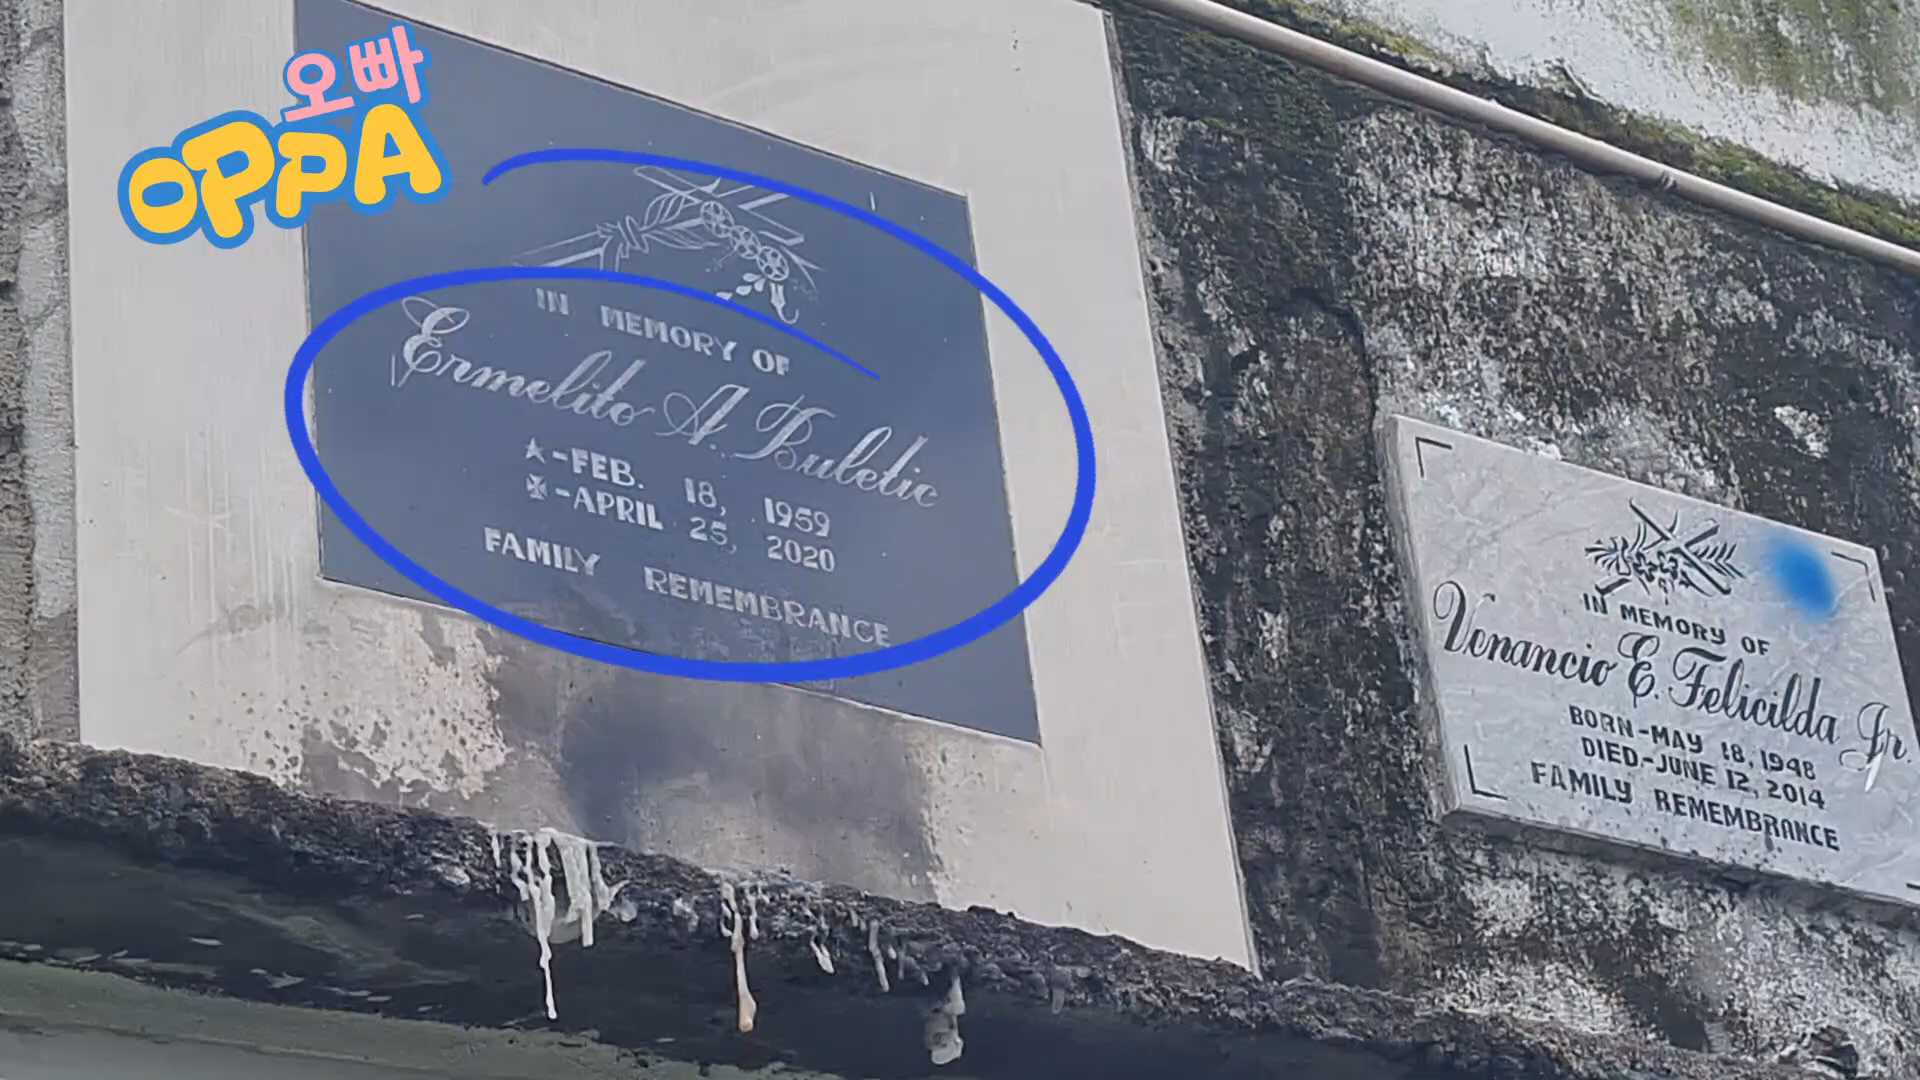 오빠
OPPA
IN MEMORY OF
Ermelito A. Buletic
-FEB. 18, 1959
-APRIL 25, 2020
FAMILY REMEMBRANCE
IN MEMORY OF
Venancio E. Felicilda Jr.
BORN-MAY 18, 1948
DIED-JUNE 12, 2014
FAMILY REMEMBRANCE